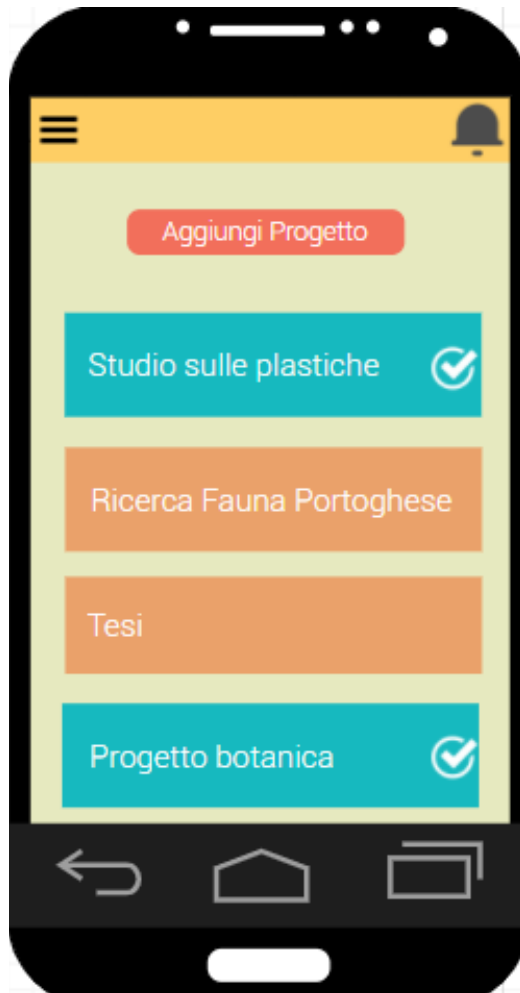 Aggiungi Progetto
Studio sulle plastiche
Ricerca Fauna Portoghese
Tesi
Progetto botanica